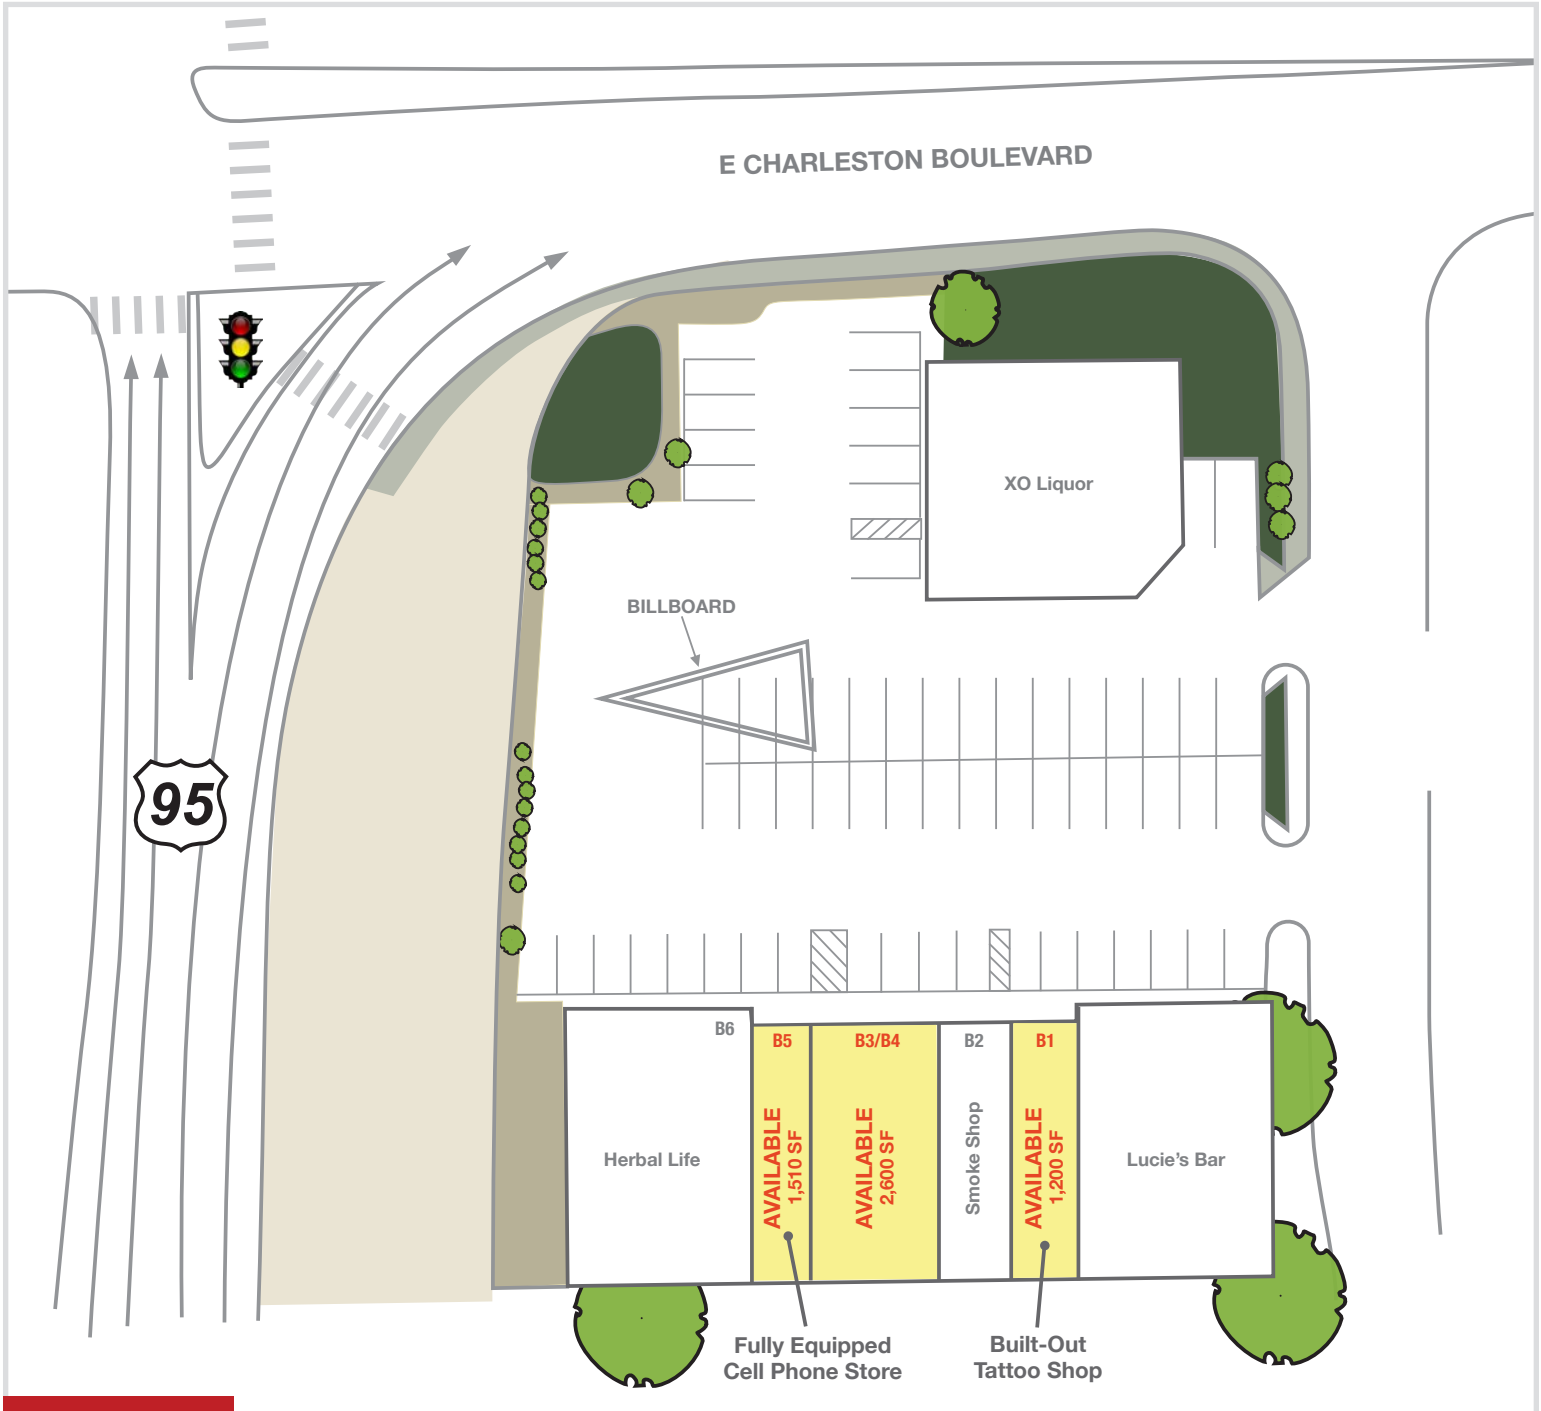 E CHARLESTON BOULEVARD
XO Liquor
BILLBOARD
95
B6
B5
B3/B4
B2
B1
Herbal Life
AVAILABLE
1,510 SF
AVAILABLE
2,600 SF
Smoke Shop
AVAILABLE
1,200 SF
Lucie's Bar
Fully Equipped
Cell Phone Store
Built-Out
Tattoo Shop